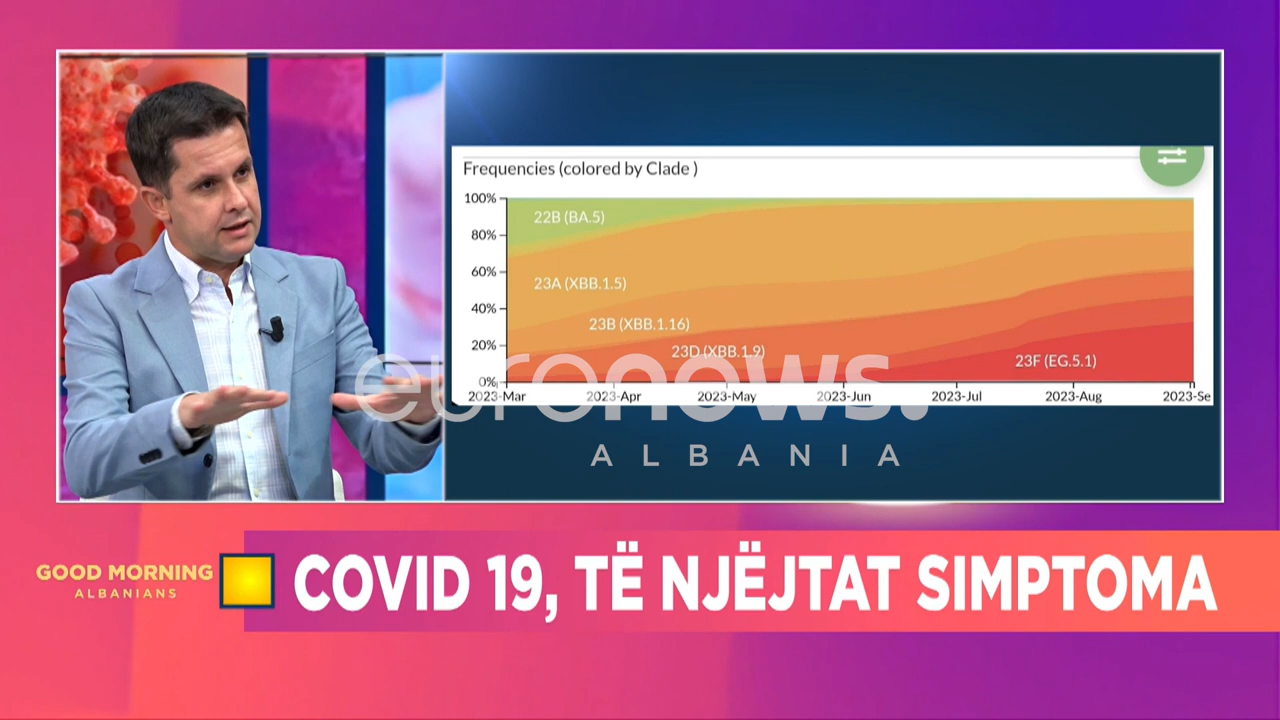 Frequencies (colored by Clade )
100%
80%
60%
40%
20%
0%
22B (BA.5)
23A (XBB.1.5)
23B (XBB.1.16)
23D (XBB.1.9)
23F (EG.5.1)
2023-Mar 2023-Apr 2023-May 2023-Jun 2023-Jul 2023-Aug 2023-Se
euronews.
ALBANIA
GOOD MORNING
ALBANIANS
COVID 19, TË NJËJTAT SIMPTOMA